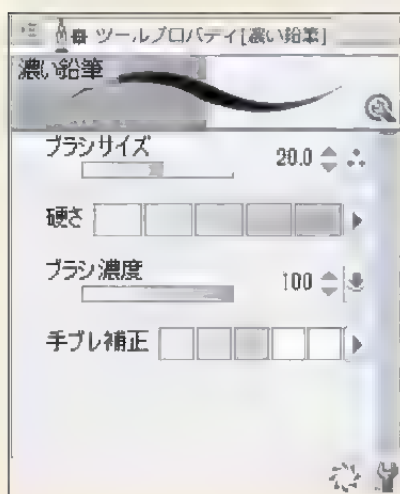 ツールプロパティ[濃い鉛筆]
濃い鉛筆
ブラシサイズ 20.0
硬さ
ブラシ濃度 100
手ブレ補正